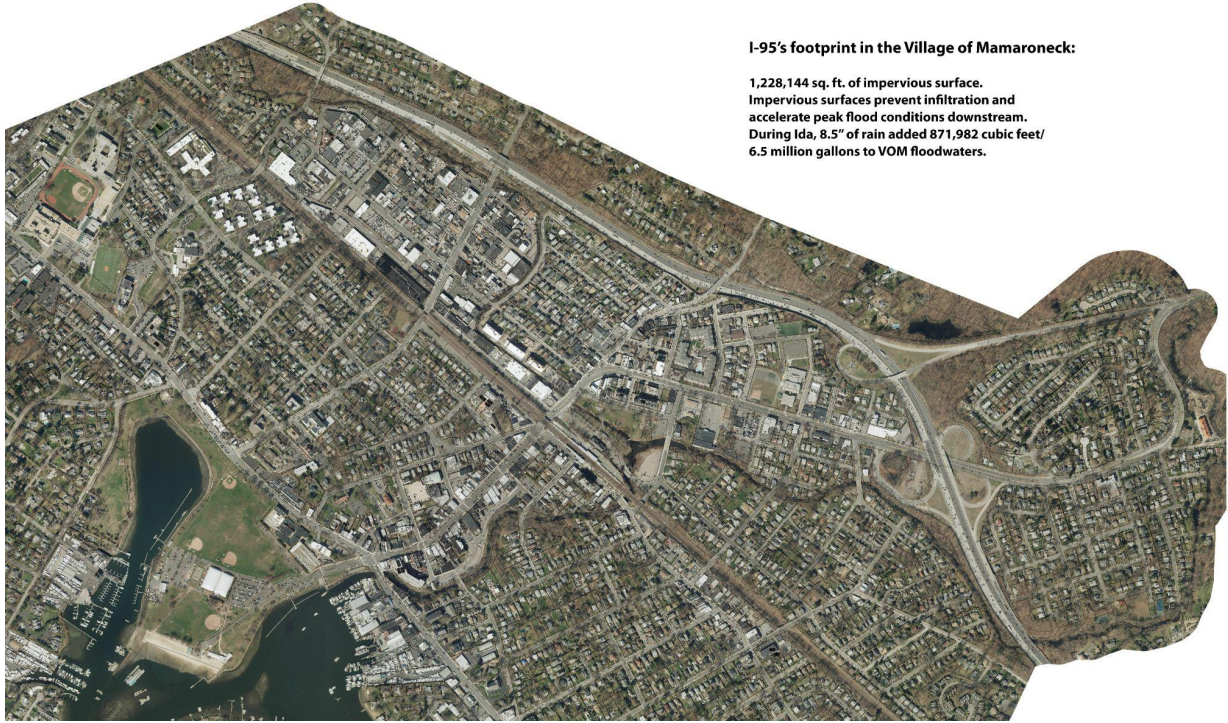 I-95's footprint in the Village of Mamaroneck:
1,228,144 sq. ft. of impervious surface.
Impervious surfaces prevent infiltration and
accelerate peak flood conditions downstream.
During Ida, 8.5” of rain added 871,982 cubic feet/
6.5 million gallons to VOM floodwaters.